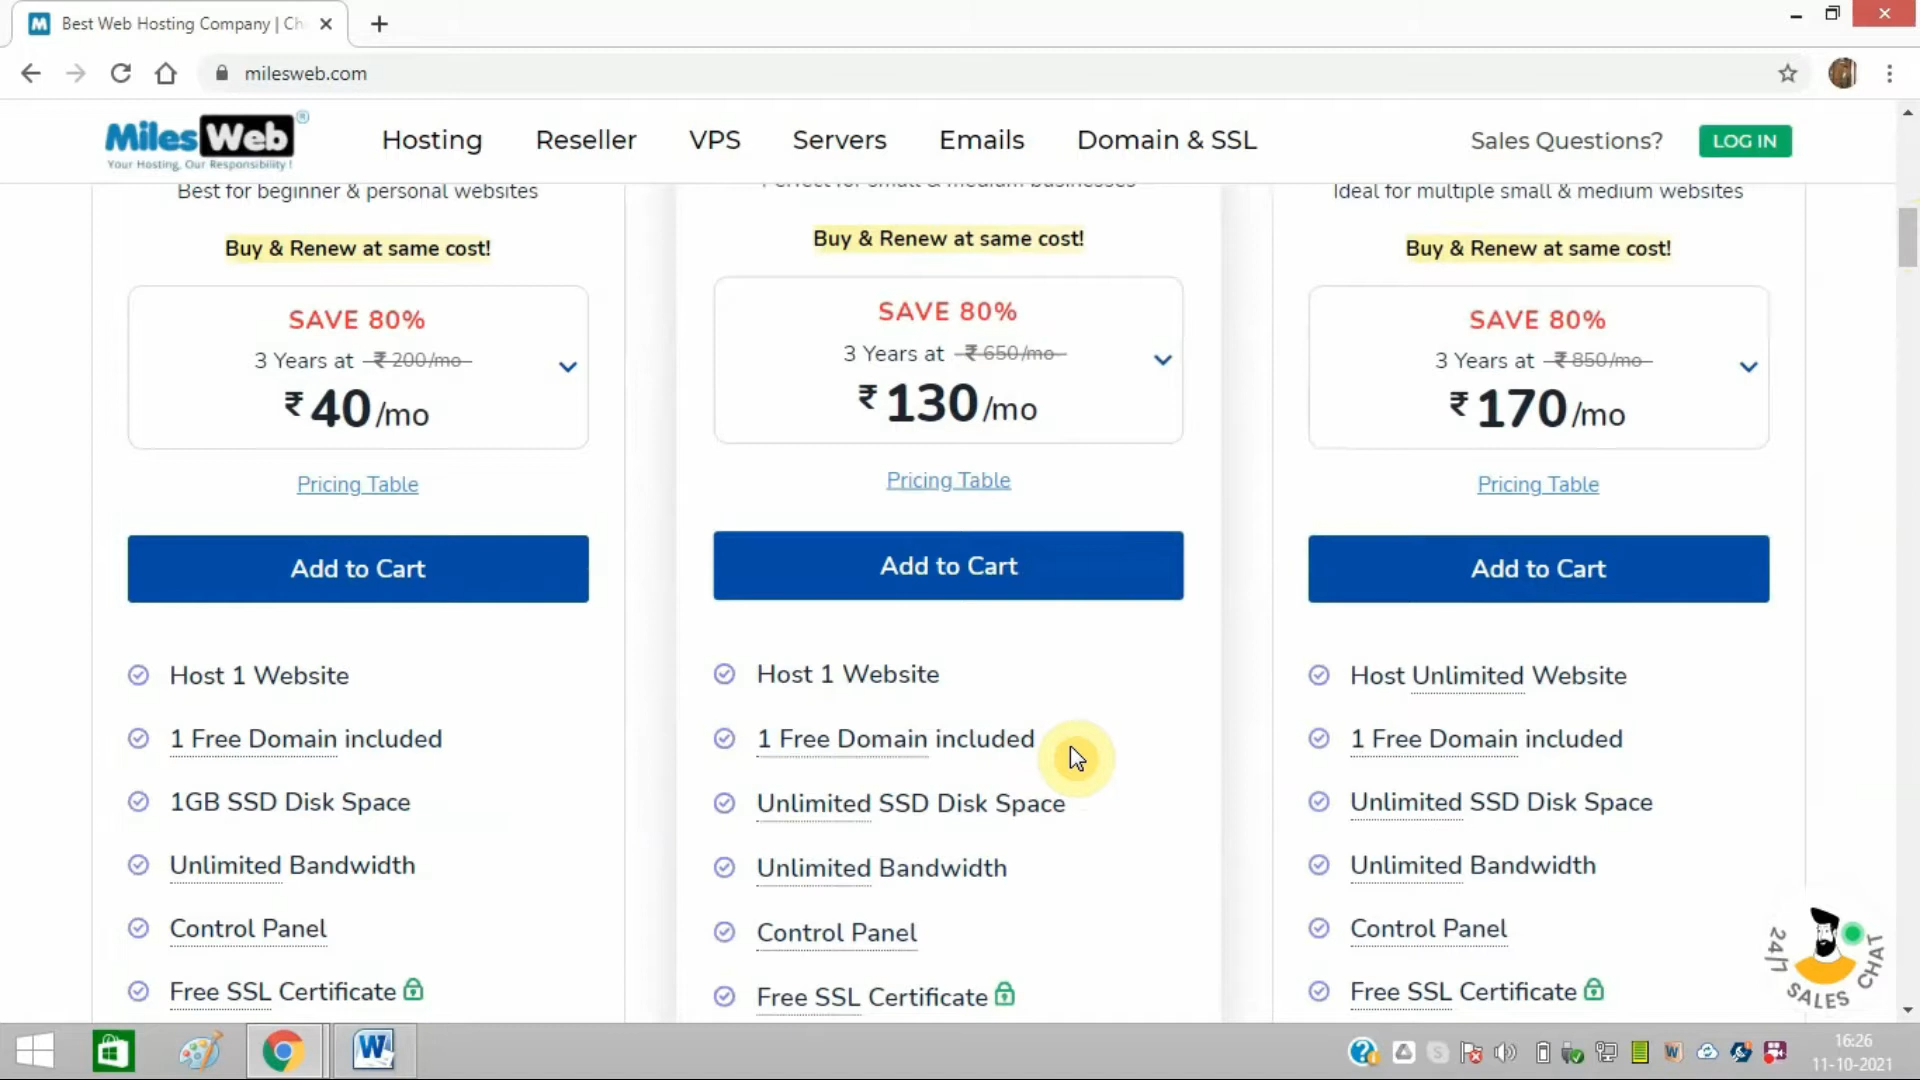 Best Web Hosting Company | Ch
milesweb.com
MilesWeb®
Your Hosting, Our Responsibility!
Hosting
Reseller
VPS
Servers
Emails
Domain & SSL
Sales Questions?
LOG IN
Best for beginner & personal websites
Buy & Renew at same cost!
SAVE 80%
3 Years at ₹ 200/mo
₹ 40/mo
Pricing Table
Add to Cart
Host 1 Website
1 Free Domain included
1GB SSD Disk Space
Unlimited Bandwidth
Control Panel
Free SSL Certificate
Perfect for small & medium businesses
Buy & Renew at same cost!
SAVE 80%
3 Years at ₹ 650/mo
₹ 130/mo
Pricing Table
Add to Cart
Host 1 Website
1 Free Domain included
Unlimited SSD Disk Space
Unlimited Bandwidth
Control Panel
Free SSL Certificate
Ideal for multiple small & medium websites
Buy & Renew at same cost!
SAVE 80%
3 Years at ₹ 850/mo
₹ 170/mo
Pricing Table
Add to Cart
Host Unlimited Website
1 Free Domain included
Unlimited SSD Disk Space
Unlimited Bandwidth
Control Panel
Free SSL Certificate
24/7 SALES CHAT
16:26
11-10-2021